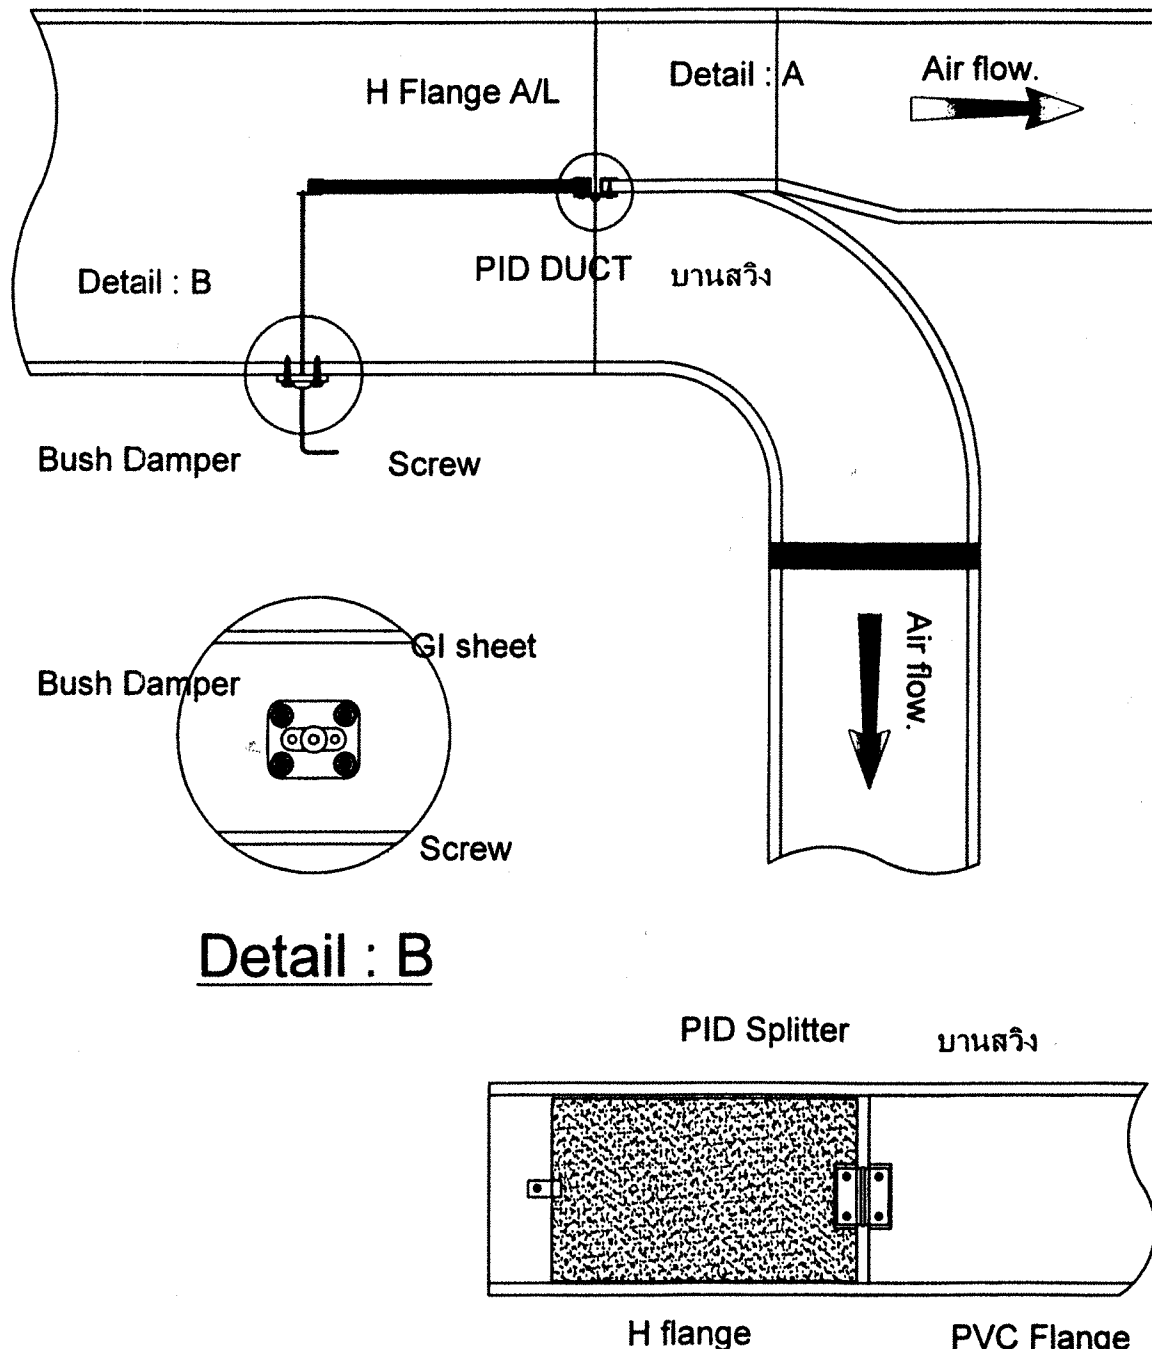 Detail : A
Air flow.
H Flange A/L
Detail : B
PID DUCT
บานสวิง
Bush Damper
Screw
Air flow.
GI sheet
Bush Damper
Screw
Detail : B
PID Splitter
บานสวิง
H flange
PVC Flange